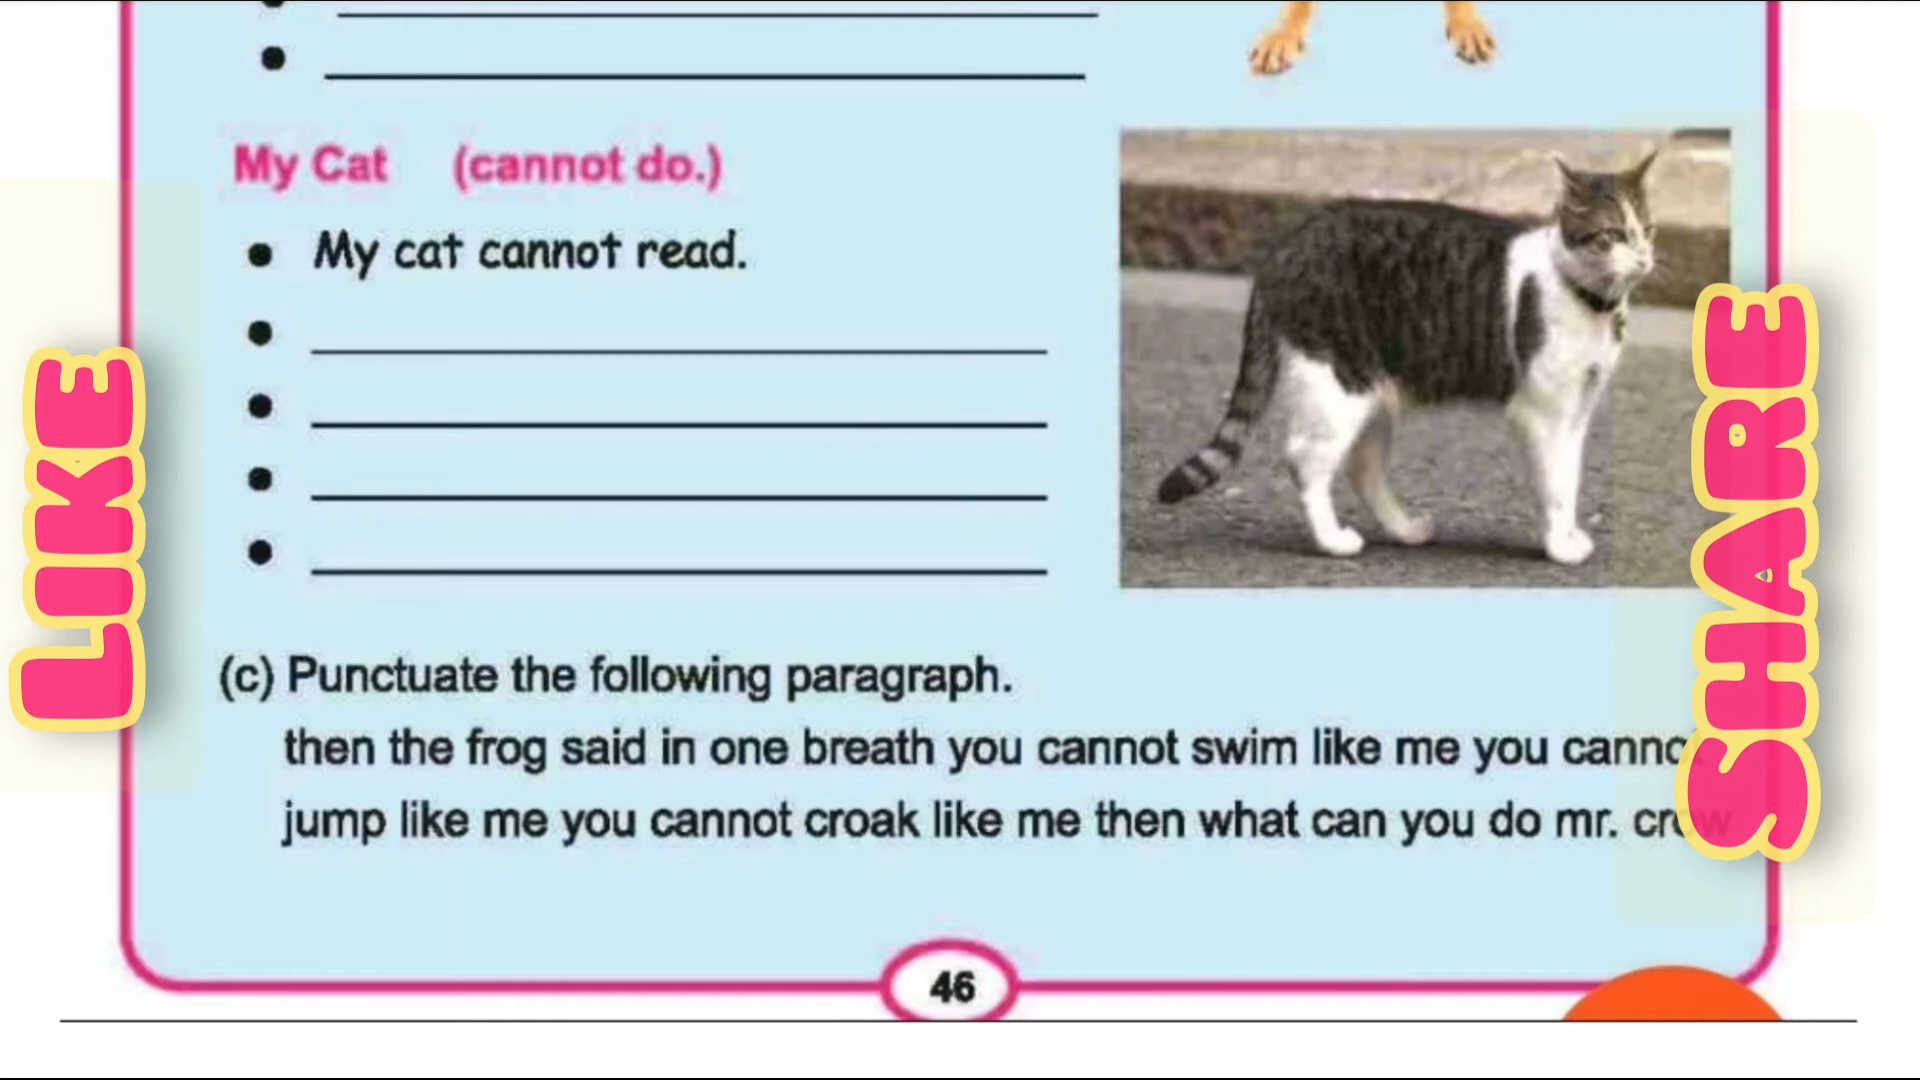 My Cat (cannot do.)
My cat cannot read.
(c) Punctuate the following paragraph.
then the frog said in one breath you cannot swim like me you cannot
jump like me you cannot croak like me then what can you do mr. crow
46
LIKE
SHARE